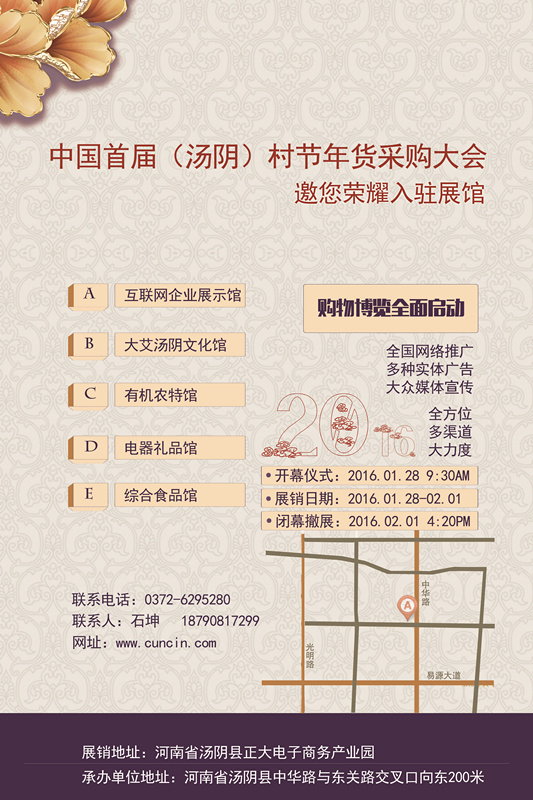 中国首届（汤阴）村节年货采购大会
邀您荣耀入驻展馆
A 互联网企业展示馆
B 大艾汤阴文化馆
C 有机农特馆
D 电器礼品馆
E 综合食品馆
购物博览全面启动
全国网络推广
多种实体广告
大众媒体宣传
全方位
多渠道
大力度
2016
•开幕仪式：2016.01.28 9:30AM
•展销日期：2016.01.28-02.01
•闭幕撤展：2016.02.01 4:20PM
中华路
A
光明路
易源大道
联系电话：0372-6295280
联系人：石坤 18790817299
网址：www.cuncin.com
展销地址：河南省汤阴县正大电子商务产业园
承办单位地址：河南省汤阴县中华路与东关路交叉口向东200米